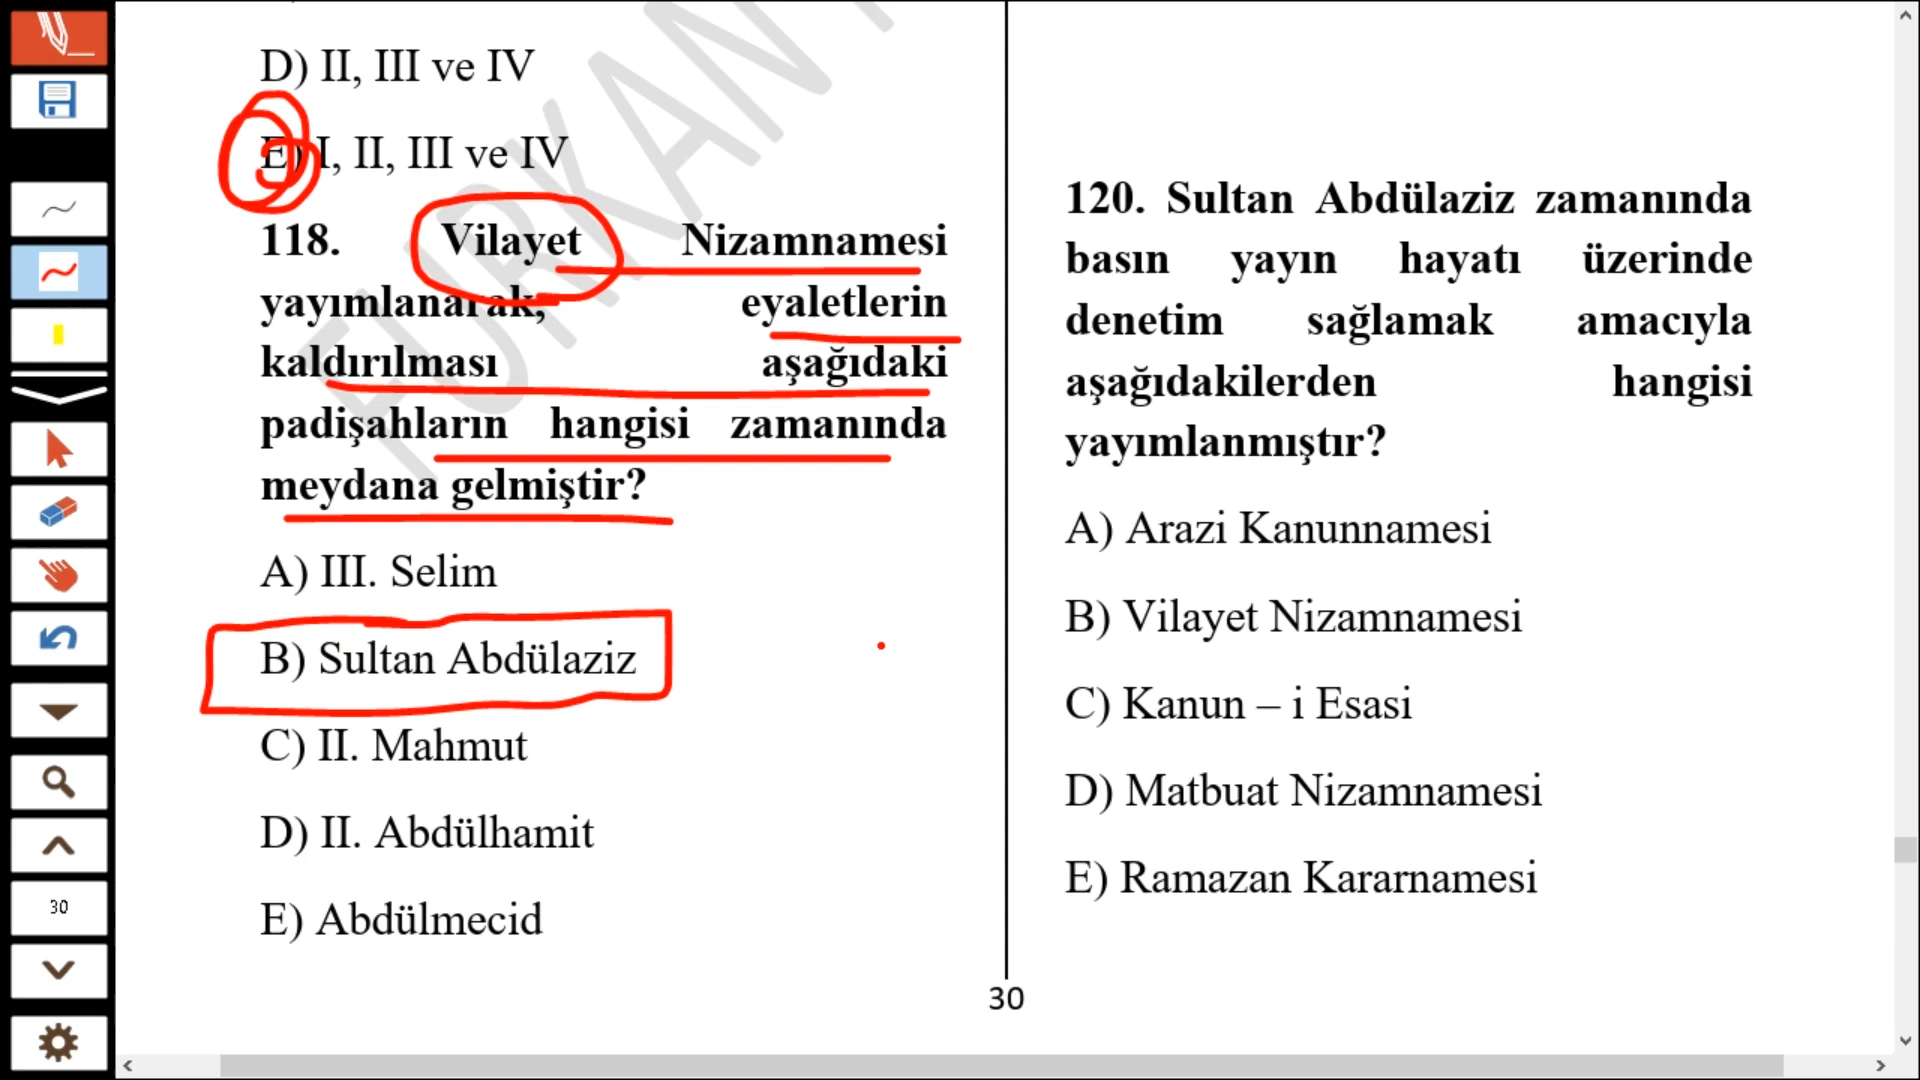 D) II, III ve IV
E) I, II, III ve IV
118. Vilayet Nizamnamesi
yayımlanarak, eyaletlerin
kaldırılması aşağıdaki
padişahların hangisi zamanında
meydana gelmiştir?
A) III. Selim
B) Sultan Abdülaziz
C) II. Mahmut
D) II. Abdülhamit
E) Abdülmecid
120. Sultan Abdülaziz zamanında
basın yayın hayatı üzerinde
denetim sağlamak amacıyla
aşağıdakilerden hangisi
yayımlanmıştır?
A) Arazi Kanunnamesi
B) Vilayet Nizamnamesi
C) Kanun – i Esasi
D) Matbuat Nizamnamesi
E) Ramazan Kararnamesi
30
30
FURKAN